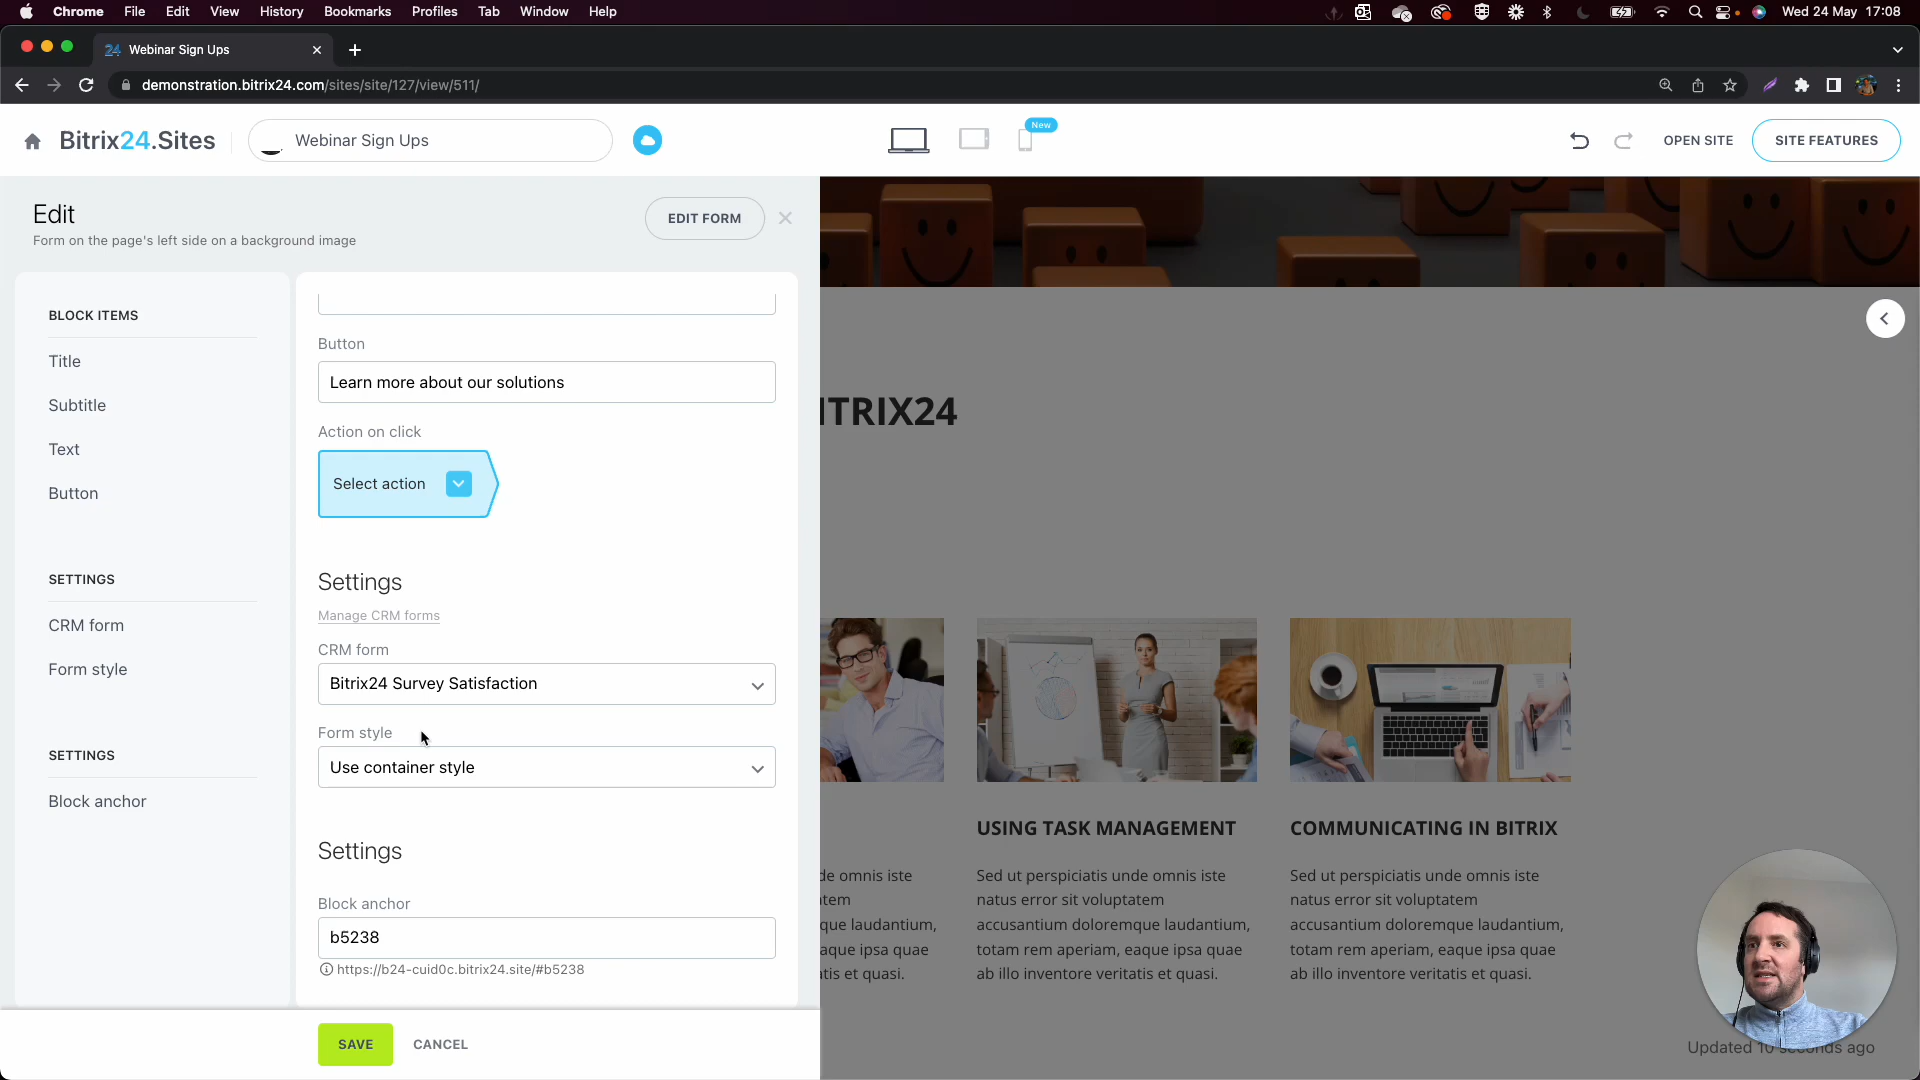 Chrome File Edit View History Bookmarks Profiles Tab Window Help
Wed 24 May 17:08
24 Webinar Sign Ups
demonstration.bitrix24.com/sites/site/127/view/511/
Bitrix24.Sites
Webinar Sign Ups
New
OPEN SITE
SITE FEATURES
Edit
Form on the page's left side on a background image
EDIT FORM
BLOCK ITEMS
Title
Subtitle
Text
Button
SETTINGS
CRM form
Form style
SETTINGS
Block anchor
Button
Learn more about our solutions
Action on click
Select action
Settings
Manage CRM forms
CRM form
Bitrix24 Survey Satisfaction
Form style
Use container style
Settings
Block anchor
b5238
https://b24-cuid0c.bitrix24.site/#b5238
SAVE
CANCEL
ITRIX24
de omnis iste
tem
que laudantium,
aque ipsa quae
tis et quasi.
USING TASK MANAGEMENT
Sed ut perspiciatis unde omnis iste
natus error sit voluptatem
accusantium doloremque laudantium,
totam rem aperiam, eaque ipsa quae
ab illo inventore veritatis et quasi.
COMMUNICATING IN BITRIX
Sed ut perspiciatis unde omnis iste
natus error sit voluptatem
accusantium doloremque laudantium,
totam rem aperiam, eaque ipsa quae
ab illo inventore veritatis et quasi.
Updated 10 seconds ago